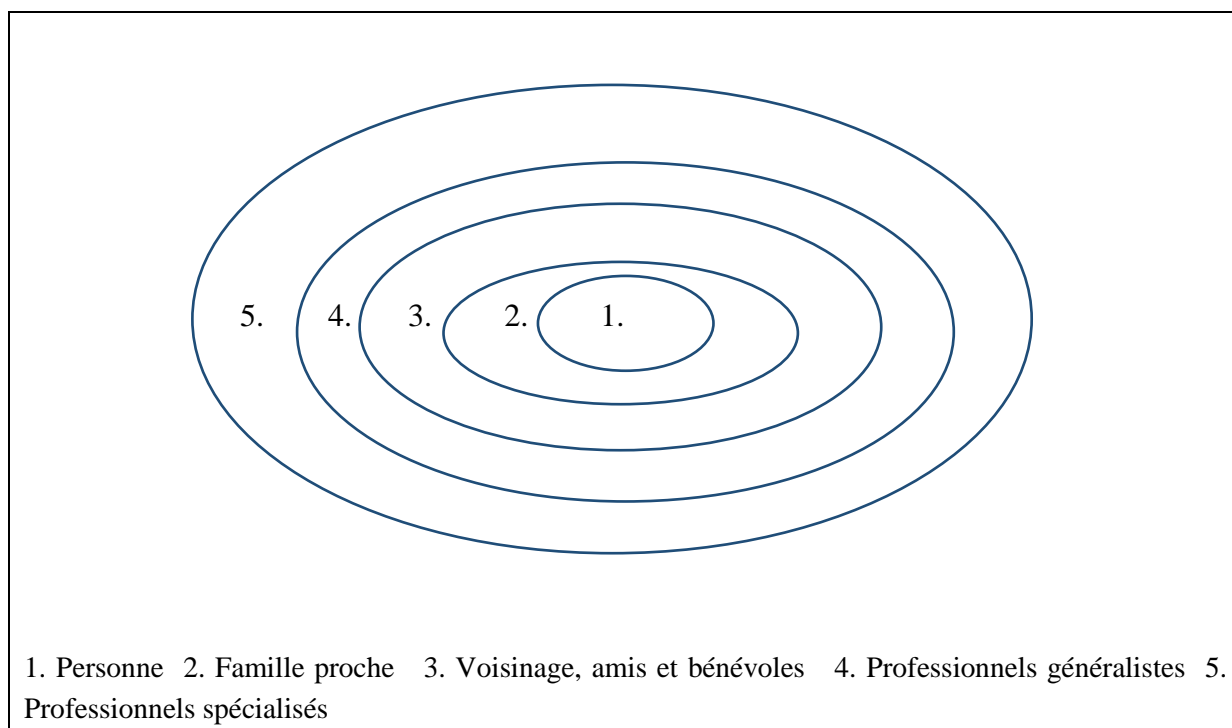 5. 4. 3. 2. 1.
1. Personne 2. Famille proche 3. Voisinage, amis et bénévoles 4. Professionnels généralistes 5.
Professionnels spécialisés